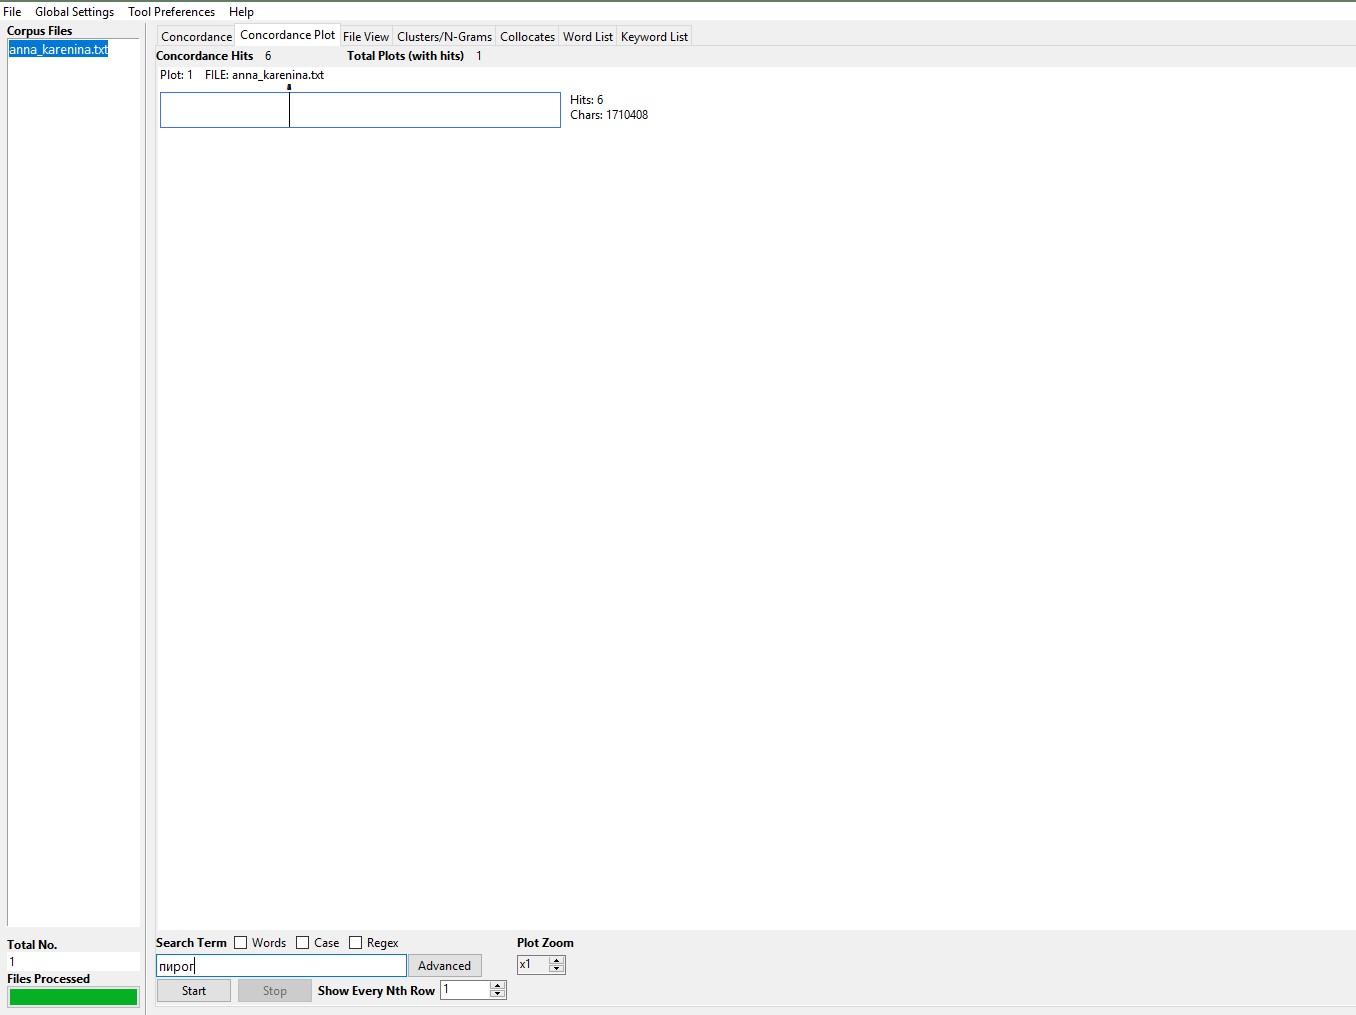 File Global Settings Tool Preferences Help
Corpus Files
anna_karenina.txt
Concordance Concordance Plot File View Clusters/N-Grams Collocates Word List Keyword List
Concordance Hits 6 Total Plots (with hits) 1
Plot: 1 FILE: anna_karenina.txt
Hits: 6
Chars: 1710408
Total No.
1
Files Processed
Search Term Words Case Regex Plot Zoom
пирог Advanced x1
Start Stop Show Every Nth Row 1